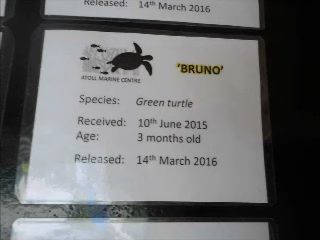 Released: 14th March 2016
ATOLL MARINE CENTRE
'BRUNO'
Species: Green turtle
Received: 10th June 2015
Age: 3 months old
Released: 14th March 2016